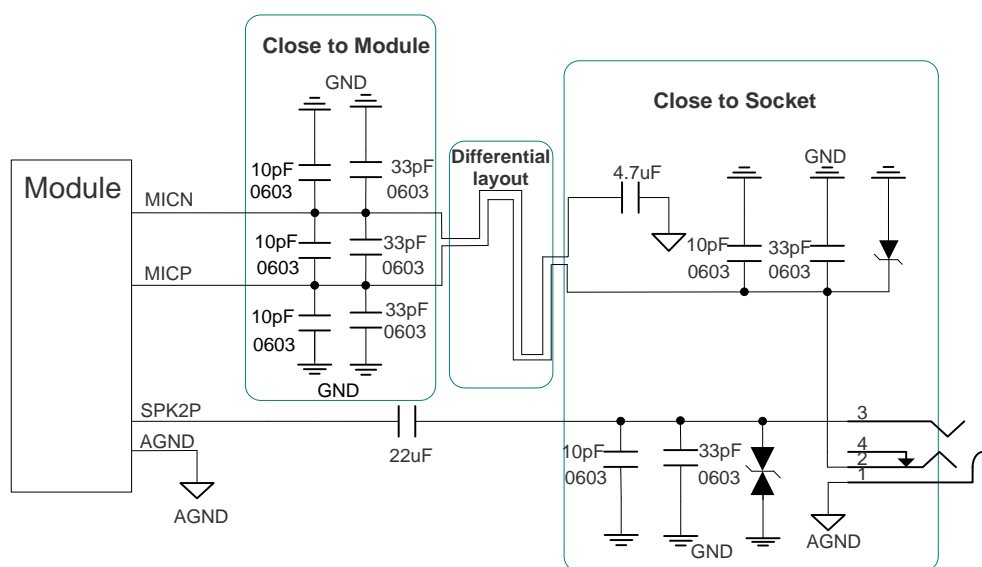 Close to Module
GND
10pF
0603
33pF
0603
Module
MICN
10pF
0603
33pF
0603
MICP
10pF
0603
33pF
0603
GND
Differential
layout
Close to Socket
4.7uF
GND
10pF
0603
33pF
0603
SPK2P
22uF
AGND
AGND
10pF
0603
33pF
0603
GND
3
4
2
1
AGND